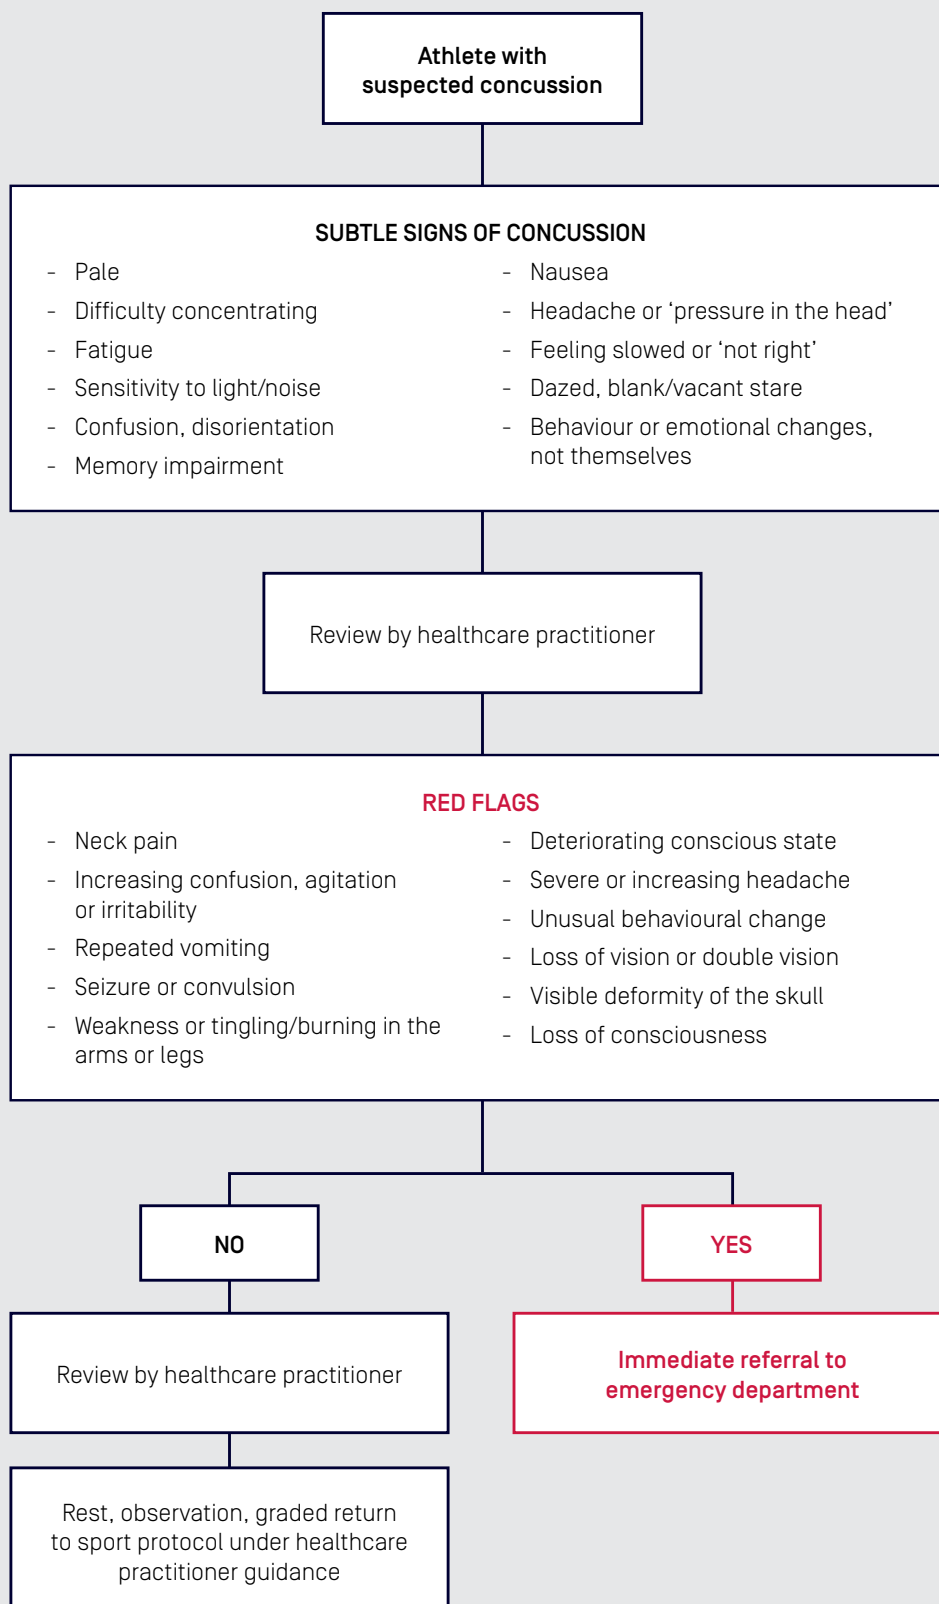 Athlete with
suspected concussion
SUBTLE SIGNS OF CONCUSSION
- Pale
- Difficulty concentrating
- Fatigue
- Sensitivity to light/noise
- Confusion, disorientation
- Memory impairment
- Nausea
- Headache or ‘pressure in the head’
- Feeling slowed or ‘not right’
- Dazed, blank/vacant stare
- Behaviour or emotional changes,
not themselves
Review by healthcare practitioner
RED FLAGS
- Neck pain
- Increasing confusion, agitation
or irritability
- Repeated vomiting
- Seizure or convulsion
- Weakness or tingling/burning in the
arms or legs
- Deteriorating conscious state
- Severe or increasing headache
- Unusual behavioural change
- Loss of vision or double vision
- Visible deformity of the skull
- Loss of consciousness
NO
YES
Review by healthcare practitioner
Immediate referral to
emergency department
Rest, observation, graded return
to sport protocol under healthcare
practitioner guidance